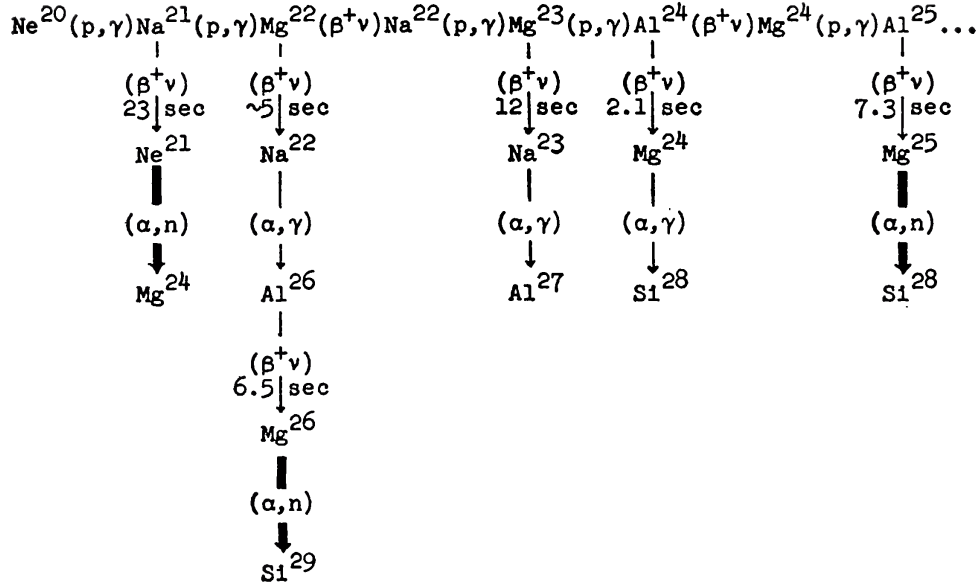 Ne²⁰(p,γ)Na²¹(p,γ)Mg²²(β⁺ν)Na²²(p,γ)Mg²³(p,γ)Al²⁴(β⁺ν)Mg²⁴(p,γ)Al²⁵...
(β⁺ν) (β⁺ν) (β⁺ν) (β⁺ν) (β⁺ν)
23 sec ~5 sec 12 sec 2.1 sec 7.3 sec
Ne²¹ Na²² Na²³ Mg²⁴ Mg²⁵
(α,n) (α,γ) (α,γ) (α,γ) (α,n)
Mg²⁴ Al²⁶ Al²⁷ Si²⁸ Si²⁸
(β⁺ν)
6.5 sec
Mg²⁶
(α,n)
Si²⁹